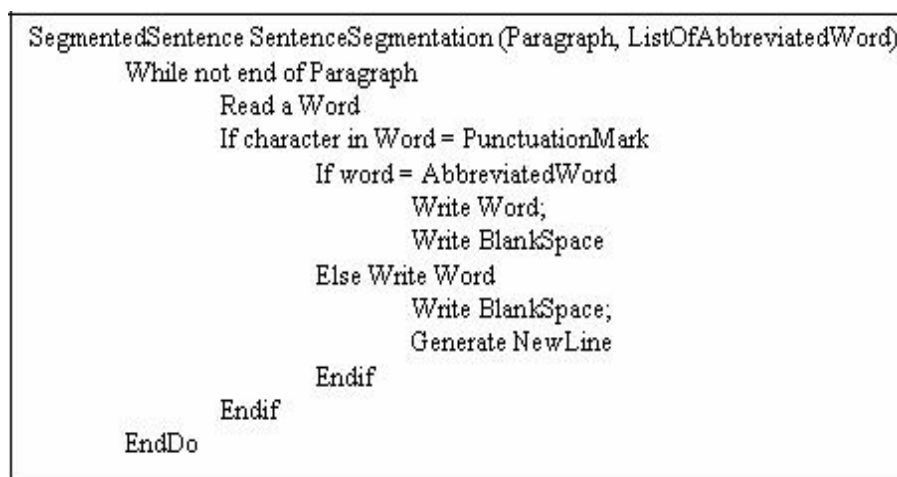 SegmentedSentence SentenceSegmentation (Paragraph, ListOfAbbreviatedWord)
While not end of Paragraph
Read a Word
If character in Word = PunctuationMark
If word = AbbreviatedWord
Write Word;
Write BlankSpace
Else Write Word
Write BlankSpace;
Generate NewLine
Endif
Endif
EndDo